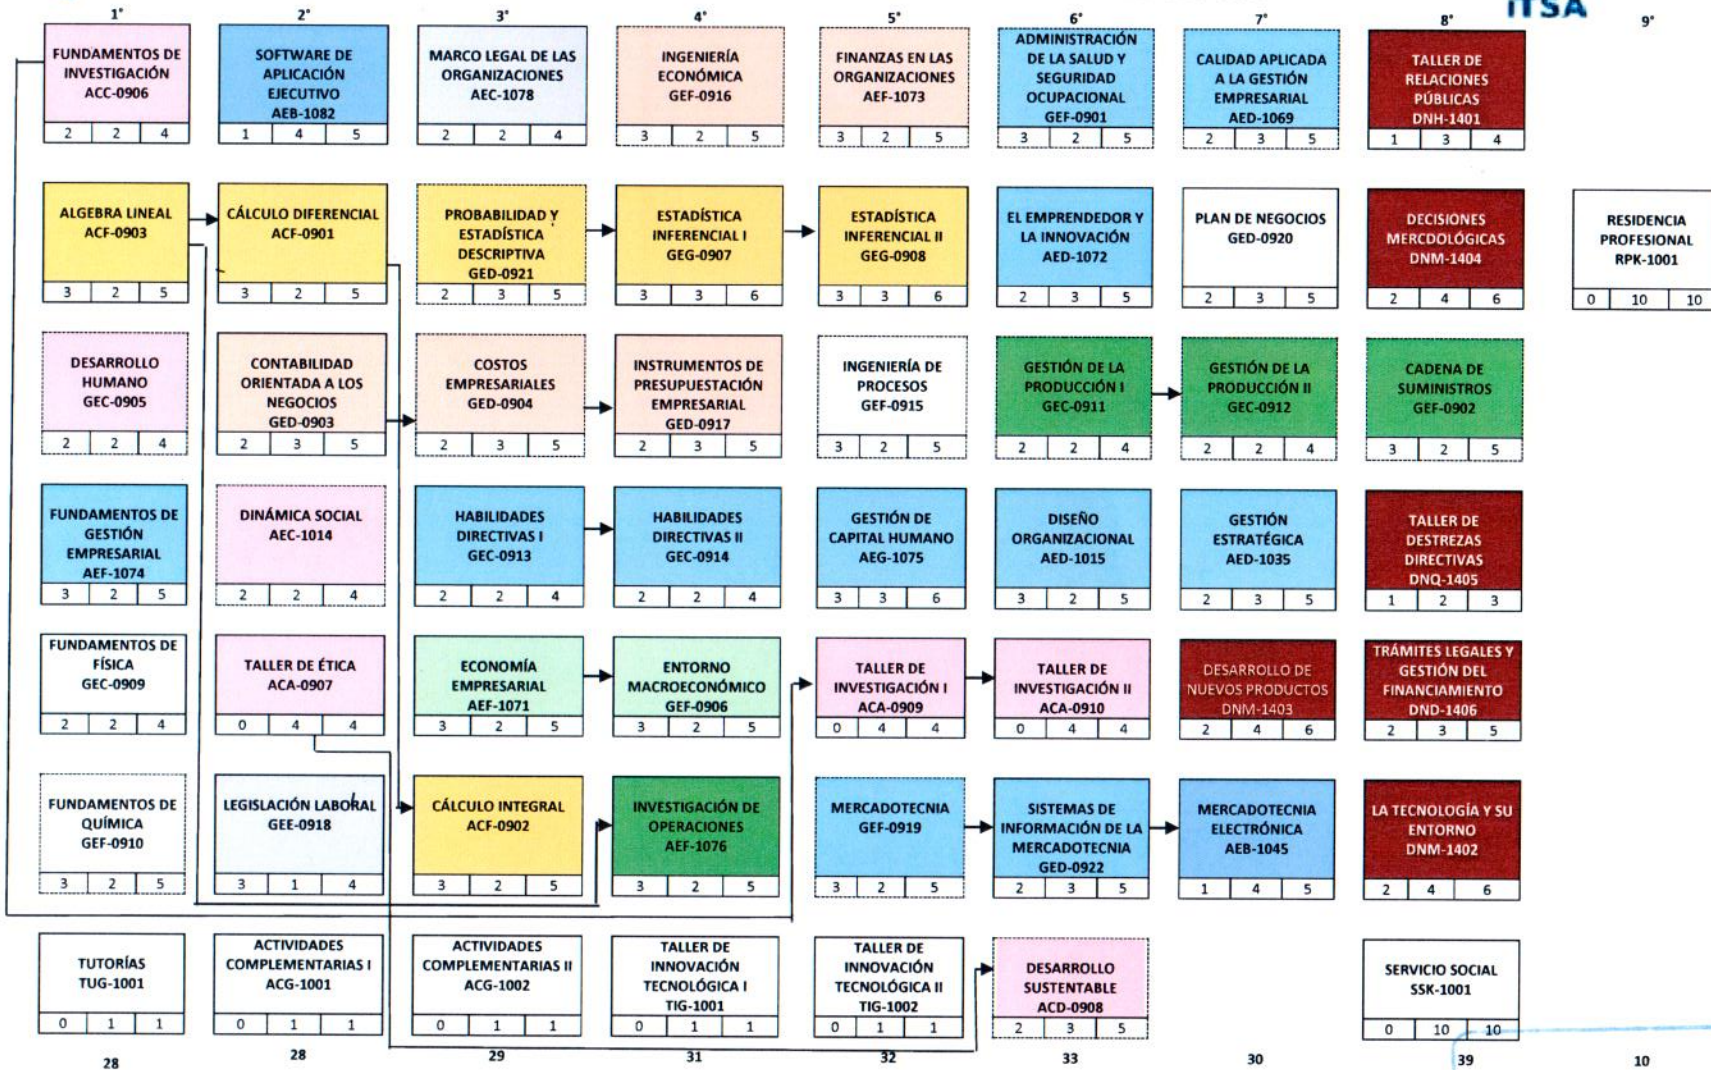 ITSA
1°
2°
3°
4°
5°
6°
7°
8°
9°
FUNDAMENTOS DE
INVESTIGACIÓN
ACC-0906
2 2 4
SOFTWARE DE
APLICACIÓN
EJECUTIVO
AEB-1082
1 4 5
MARCO LEGAL DE LAS
ORGANIZACIONES
AEC-1078
2 2 4
INGENIERÍA
ECONÓMICA
GEF-0916
3 2 5
FINANZAS EN LAS
ORGANIZACIONES
AEF-1073
3 2 5
ADMINISTRACIÓN
DE LA SALUD Y
SEGURIDAD
OCUPACIONAL
GEF-0901
3 2 5
CALIDAD APLICADA
A LA GESTIÓN
EMPRESARIAL
AED-1069
2 3 5
TALLER DE
RELACIONES
PÚBLICAS
DNH-1401
1 3 4
ALGEBRA LINEAL
ACF-0903
3 2 5
CÁLCULO DIFERENCIAL
ACF-0901
3 2 5
PROBABILIDAD Y
ESTADÍSTICA
DESCRIPTIVA
GED-0921
2 3 5
ESTADÍSTICA
INFERENCIAL I
GEG-0907
3 3 6
ESTADÍSTICA
INFERENCIAL II
GEG-0908
3 3 6
EL EMPRENDEDOR Y
LA INNOVACIÓN
AED-1072
2 3 5
PLAN DE NEGOCIOS
GED-0920
2 3 5
DECISIONES
MERCDOLÓGICAS
DNM-1404
2 4 6
RESIDENCIA
PROFESIONAL
RPK-1001
0 10 10
DESARROLLO
HUMANO
GEC-0905
2 2 4
CONTABILIDAD
ORIENTADA A LOS
NEGOCIOS
GED-0903
2 3 5
COSTOS
EMPRESARIALES
GED-0904
2 3 5
INSTRUMENTOS DE
PRESUPUESTACIÓN
EMPRESARIAL
GED-0917
2 3 5
INGENIERÍA DE
PROCESOS
GEF-0915
3 2 5
GESTIÓN DE LA
PRODUCCIÓN I
GEC-0911
2 2 4
GESTIÓN DE LA
PRODUCCIÓN II
GEC-0912
2 2 4
CADENA DE
SUMINISTROS
GEF-0902
3 2 5
FUNDAMENTOS DE
GESTIÓN
EMPRESARIAL
AEF-1074
3 2 5
DINÁMICA SOCIAL
AEC-1014
2 2 4
HABILIDADES
DIRECTIVAS I
GEC-0913
2 2 4
HABILIDADES
DIRECTIVAS II
GEC-0914
2 2 4
GESTIÓN DE
CAPITAL HUMANO
AEG-1075
3 3 6
DISEÑO
ORGANIZACIONAL
AED-1015
3 2 5
GESTIÓN
ESTRATÉGICA
AED-1035
2 3 5
TALLER DE
DESTREZAS
DIRECTIVAS
DNQ-1405
1 2 3
FUNDAMENTOS DE
FÍSICA
GEC-0909
2 2 4
TALLER DE ÉTICA
ACA-0907
0 4 4
ECONOMÍA
EMPRESARIAL
AEF-1071
3 2 5
ENTORNO
MACROECONÓMICO
GEF-0906
3 2 5
TALLER DE
INVESTIGACIÓN I
ACA-0909
0 4 4
TALLER DE
INVESTIGACIÓN II
ACA-0910
0 4 4
DESARROLLO DE
NUEVOS PRODUCTOS
DNM-1403
2 4 6
TRÁMITES LEGALES Y
GESTIÓN DEL
FINANCIAMIENTO
DND-1406
2 3 5
FUNDAMENTOS DE
QUÍMICA
GEF-0910
3 2 5
LEGISLACIÓN LABORAL
GEE-0918
3 1 4
CÁLCULO INTEGRAL
ACF-0902
3 2 5
INVESTIGACIÓN DE
OPERACIONES
AEF-1076
3 2 5
MERCADOTECNIA
GEF-0919
3 2 5
SISTEMAS DE
INFORMACIÓN DE LA
MERCADOTECNIA
GED-0922
2 3 5
MERCADOTECNIA
ELECTRÓNICA
AEB-1045
1 4 5
LA TECNOLOGÍA Y SU
ENTORNO
DNM-1402
2 4 6
TUTORÍAS
TUG-1001
0 1 1
ACTIVIDADES
COMPLEMENTARIAS I
ACG-1001
0 1 1
ACTIVIDADES
COMPLEMENTARIAS II
ACG-1002
0 1 1
TALLER DE
INNOVACIÓN
TECNOLÓGICA I
TIG-1001
0 1 1
TALLER DE
INNOVACIÓN
TECNOLÓGICA II
TIG-1002
0 1 1
DESARROLLO
SUSTENTABLE
ACD-0908
2 3 5
SERVICIO SOCIAL
SSK-1001
0 10 10
28
28
29
31
32
33
30
39
10